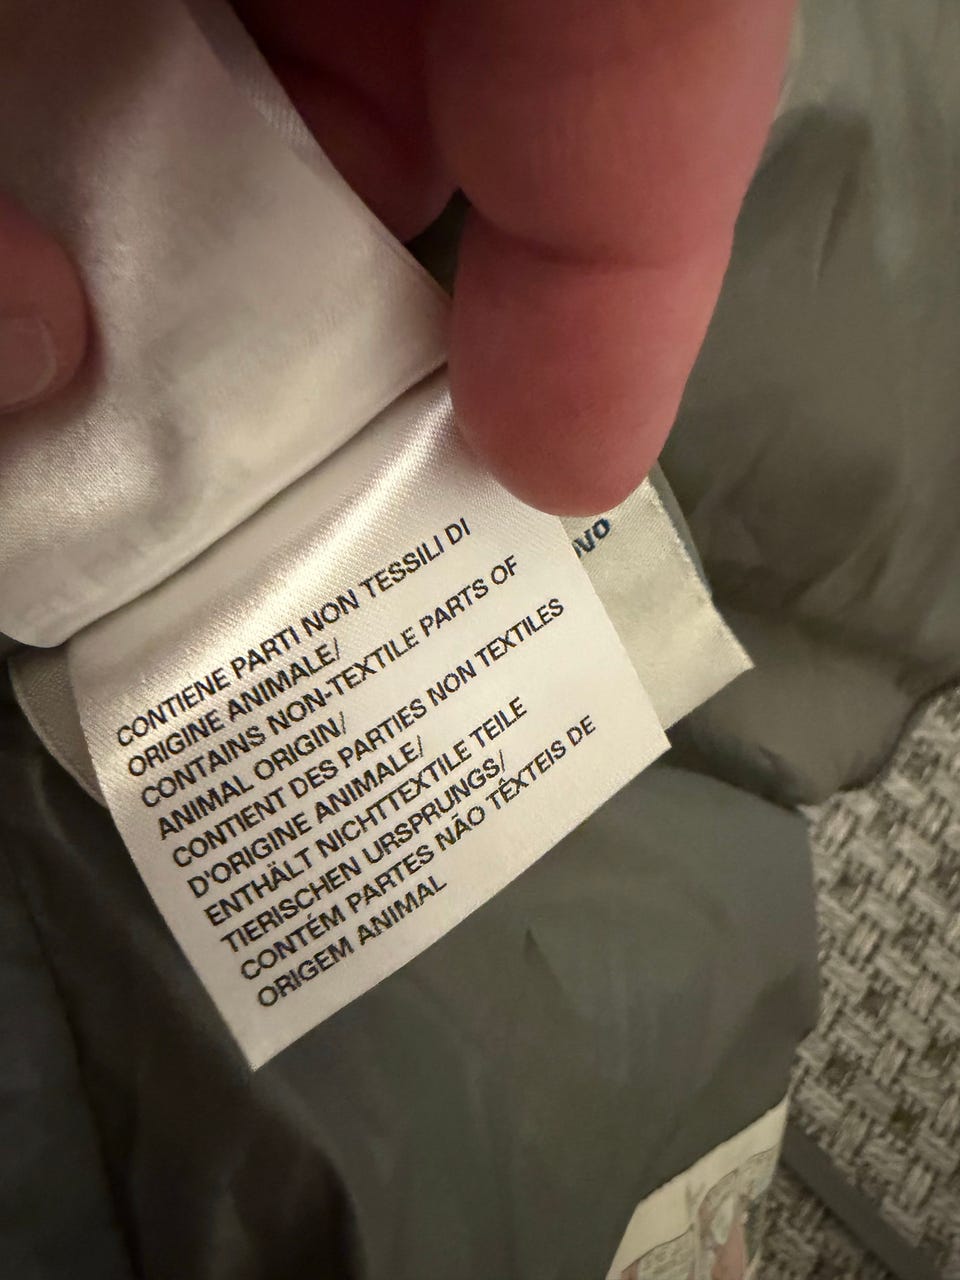 CONTIENE PARTI NON TESSILI DI
ORIGINE ANIMALE/
CONTAINS NON-TEXTILE PARTS OF
ANIMAL ORIGIN/
CONTIENT DES PARTIES NON TEXTILES
D'ORIGINE ANIMALE/
ENTHÄLT NICHTTEXTILE TEILE
TIERISCHEN URSPRUNGS/
CONTÉM PARTES NÃO TÊXTEIS DE
ORIGEM ANIMAL